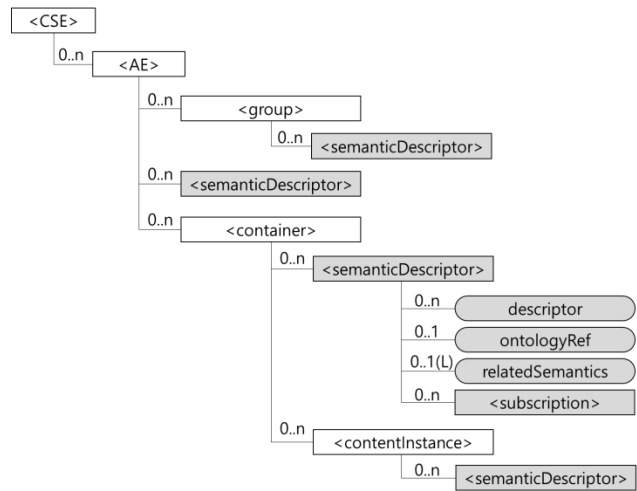 <CSE>
0..n
<AE>
0..n
<group>
0..n
<semanticDescriptor>
0..n
<semanticDescriptor>
0..n
<container>
0..n
<semanticDescriptor>
0..n
descriptor
0..1
ontologyRef
0..1(L)
relatedSemantics
0..n
<subscription>
0..n
<contentInstance>
0..n
<semanticDescriptor>